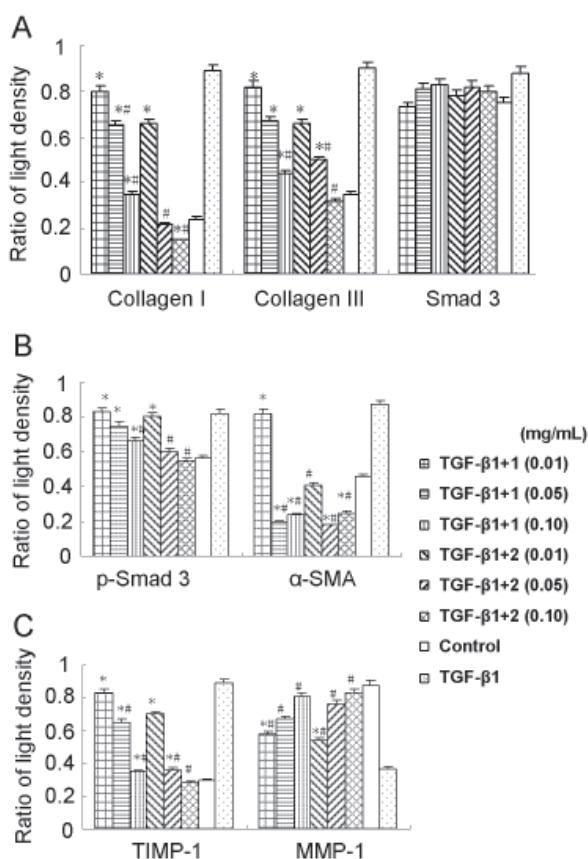 A
Ratio of light density
1
0.8
0.6
0.4
0.2
0
* *# *# * # *# * * *# * *# #
Collagen I Collagen III Smad 3
B
Ratio of light density
1
0.8
0.6
0.4
0.2
0
* * *# * # # * *# *# # *# *#
p-Smad 3 α-SMA
(mg/mL)
TGF-β1+1 (0.01)
TGF-β1+1 (0.05)
TGF-β1+1 (0.10)
TGF-β1+2 (0.01)
TGF-β1+2 (0.05)
TGF-β1+2 (0.10)
Control
TGF-β1
C
Ratio of light density
1
0.8
0.6
0.4
0.2
0
* *# *# * *# # *# # # *# # #
TIMP-1 MMP-1